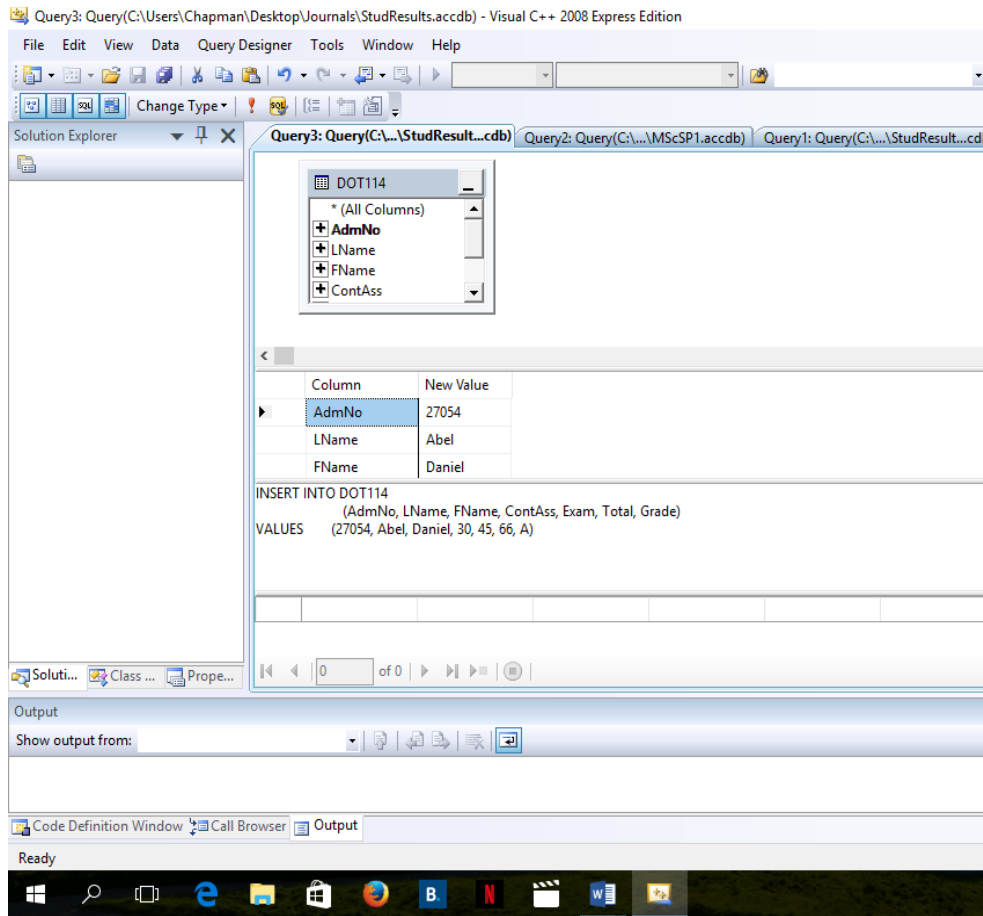 Query3: Query(C:\Users\Chapman\Desktop\Journals\StudResults.accdb) - Visual C++ 2008 Express Edition
File Edit View Data Query Designer Tools Window Help
SQL Change Type
Solution Explorer
Query3: Query(C:\...\StudResult...cdb) Query2: Query(C:\...\MScSP1.accdb) Query1: Query(C:\...\StudResult...cd
DOT114
* (All Columns)
AdmNo
LName
FName
ContAss
Column New Value
AdmNo 27054
LName Abel
FName Daniel
INSERT INTO DOT114
(AdmNo, LName, FName, ContAss, Exam, Total, Grade)
VALUES (27054, Abel, Daniel, 30, 45, 66, A)
0 of 0
Soluti... Class ... Prope...
Output
Show output from:
Code Definition Window Call Browser Output
Ready
B. N W